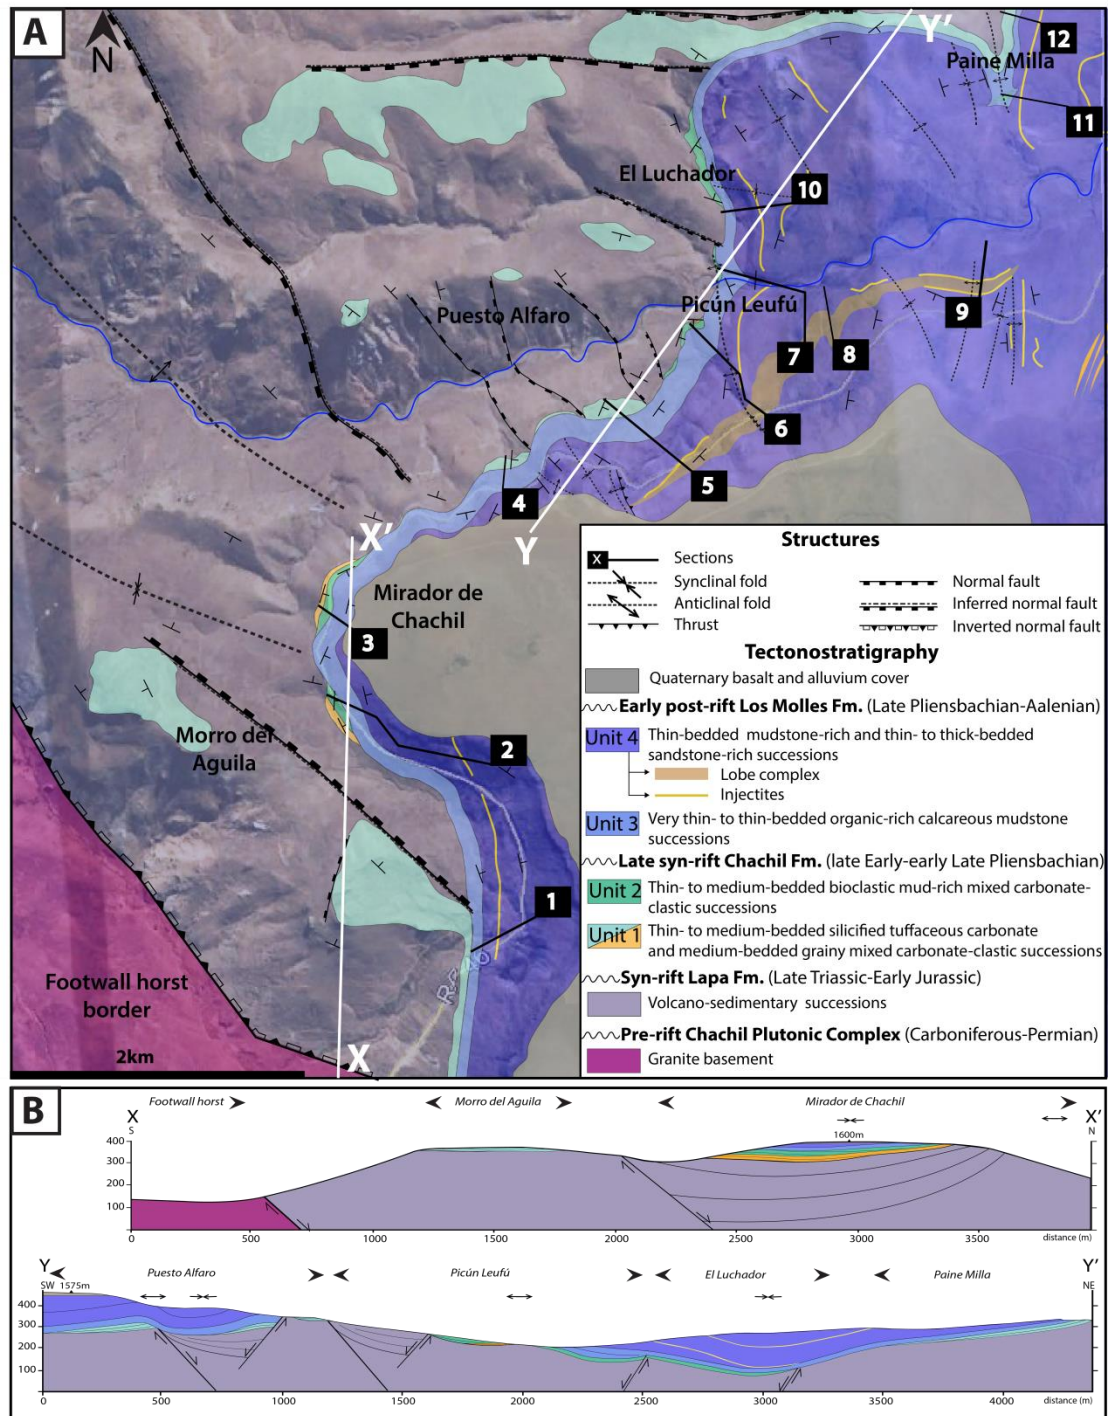 A
N
Y'
12
Paine Milla
11
El Luchador
10
Picún Leufú
Puesto Alfaro
9
7
8
6
5
4
X'
Y
Mirador de
Chachil
3
Morro del
Aguila
2
1
Footwall horst
border
2km
X
Structures
X Sections
Synclinal fold
Anticlinal fold
Thrust
Normal fault
Inferred normal fault
Inverted normal fault
Tectonostratigraphy
Quaternary basalt and alluvium cover
Early post-rift Los Molles Fm. (Late Pliensbachian-Aalenian)
Unit 4 Thin-bedded mudstone-rich and thin- to thick-bedded
sandstone-rich successions
Lobe complex
Injectites
Unit 3 Very thin- to thin-bedded organic-rich calcareous mudstone
successions
Late syn-rift Chachil Fm. (late Early-early Late Pliensbachian)
Unit 2 Thin- to medium-bedded bioclastic mud-rich mixed carbonate-
clastic successions
Unit 1 Thin- to medium-bedded silicified tuffaceous carbonate
and medium-bedded grainy mixed carbonate-clastic successions
Syn-rift Lapa Fm. (Late Triassic-Early Jurassic)
Volcano-sedimentary successions
Pre-rift Chachil Plutonic Complex (Carboniferous-Permian)
Granite basement
B
Footwall horst Morro del Aguila Mirador de Chachil
X X'
S N
1600m
400
300
200
100
0 500 1000 1500 2000 2500 3000 3500 distance (m)
Y Y'
Puesto Alfaro Picún Leufú El Luchador Paine Milla
SW 1575m NE
400
300
200
100
0 500 1000 1500 2000 2500 3000 3500 4000 distance (m)